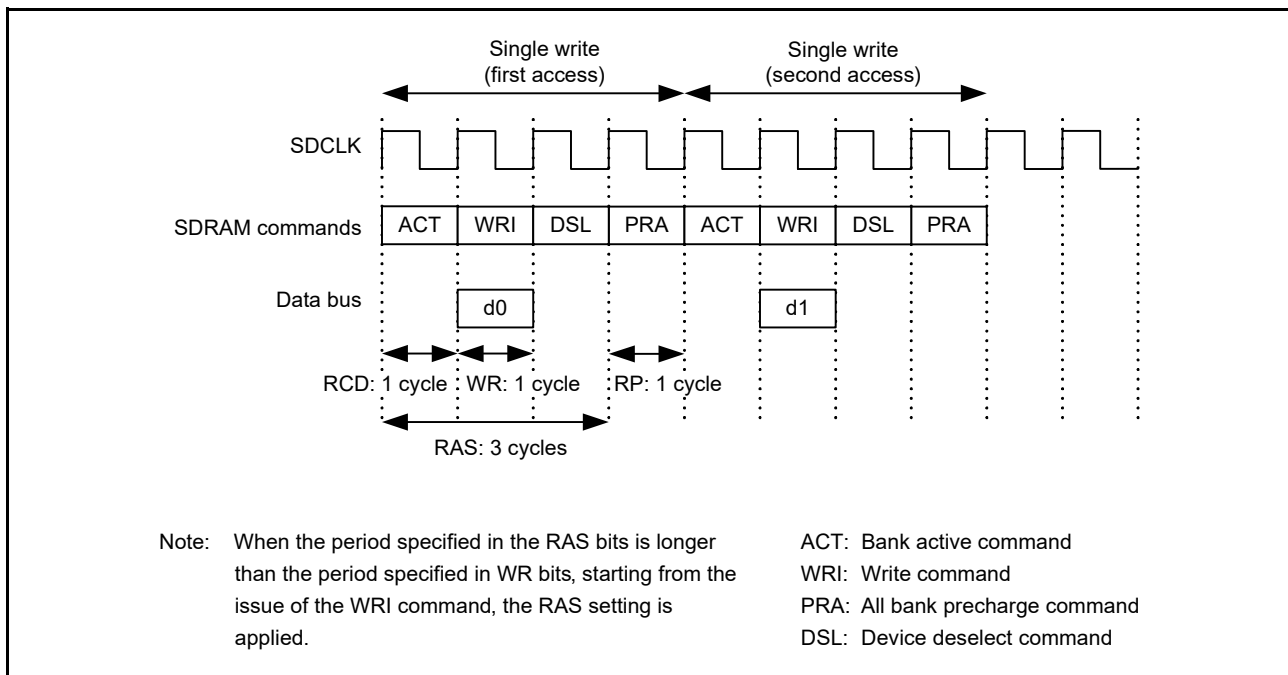 Single write
(first access)
Single write
(second access)
SDCLK
SDRAM commands
ACT WRI DSL PRA ACT WRI DSL PRA
Data bus
d0 d1
RCD: 1 cycle WR: 1 cycle RP: 1 cycle
RAS: 3 cycles
Note: When the period specified in the RAS bits is longer
than the period specified in WR bits, starting from the
issue of the WRI command, the RAS setting is
applied.
ACT: Bank active command
WRI: Write command
PRA: All bank precharge command
DSL: Device deselect command